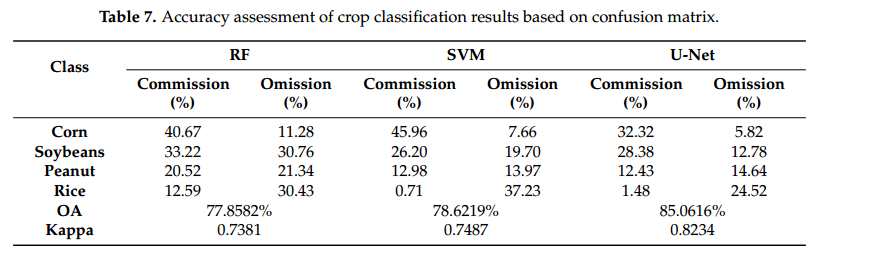 Table 7. Accuracy assessment of crop classification results based on confusion matrix.
Class RF SVM U-Net
Commission (%) Omission (%) Commission (%) Omission (%) Commission (%) Omission (%)
Corn 40.67 11.28 45.96 7.66 32.32 5.82
Soybeans 33.22 30.76 26.20 19.70 28.38 12.78
Peanut 20.52 21.34 12.98 13.97 12.43 14.64
Rice 12.59 30.43 0.71 37.23 1.48 24.52
OA 77.8582% 78.6219% 85.0616%
Kappa 0.7381 0.7487 0.8234